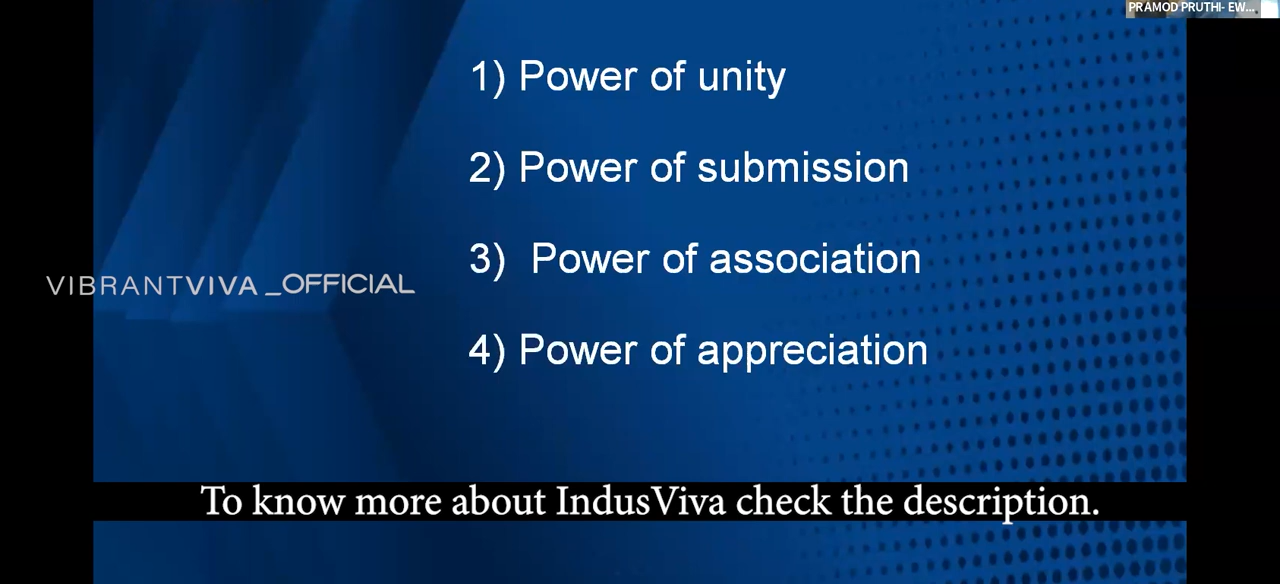 PRAMOD PRUTHI- EW...
1) Power of unity
2) Power of submission
3) Power of association
VIBRANTVIVA _OFFICIAL
4) Power of appreciation
To know more about IndusViva check the description.